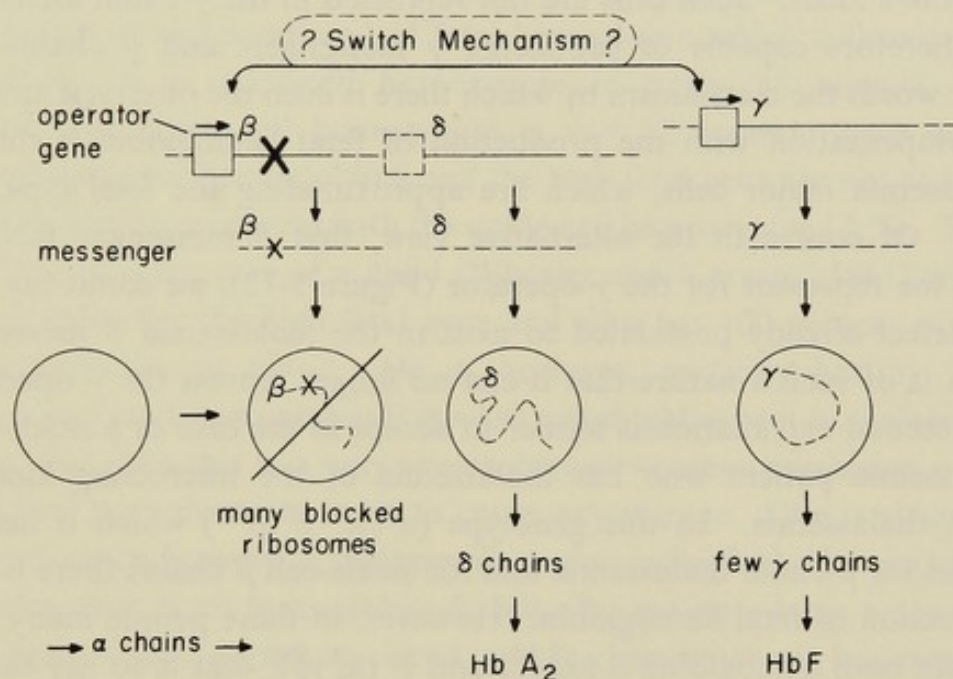 ? Switch Mechanism ?
operator gene
β
δ
γ
messenger
β
δ
γ
β
δ
γ
many blocked
ribosomes
δ chains
few γ chains
α chains
Hb A₂
HbF